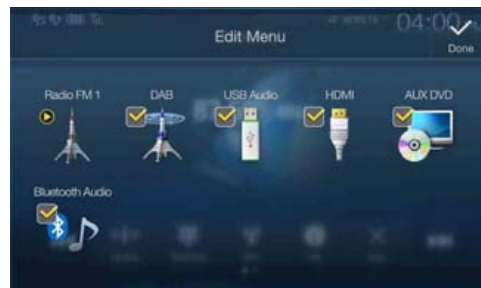 04:00
Edit Menu
Done
Radio FM 1
DAB
USB Audio
HDMI
AUX DVD
Bluetooth Audio